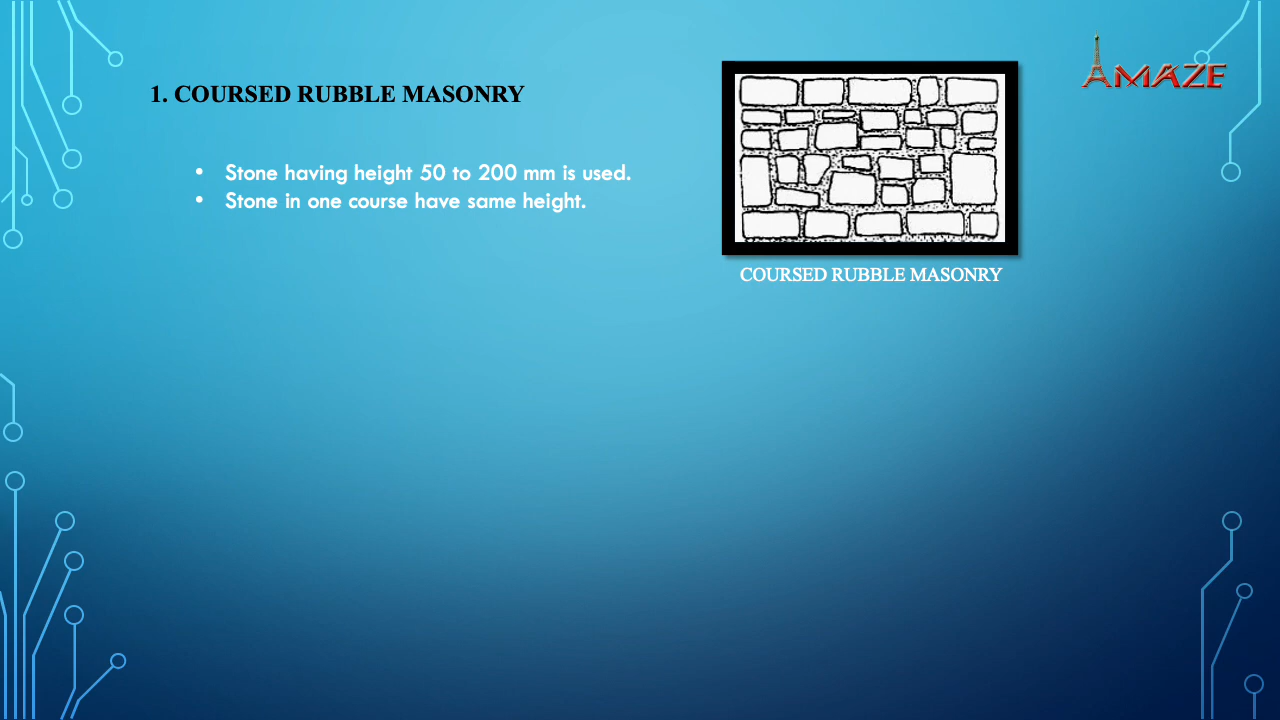 1. COURSED RUBBLE MASONRY
• Stone having height 50 to 200 mm is used.
• Stone in one course have same height.
COURSED RUBBLE MASONRY
AMAZE